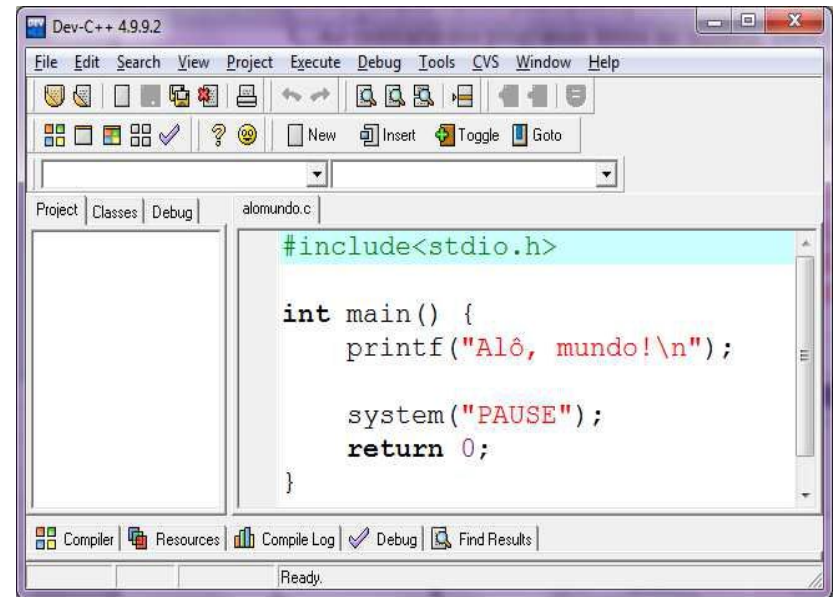 Dev-C++ 4.9.9.2
File Edit Search View Project Execute Debug Tools CVS Window Help
New Insert Toggle Goto
Project Classes Debug alomundo.c
#include<stdio.h>
int main() {
printf("Alô, mundo!\n");
system("PAUSE");
return 0;
}
Compiler Resources Compile Log Debug Find Results
Ready.